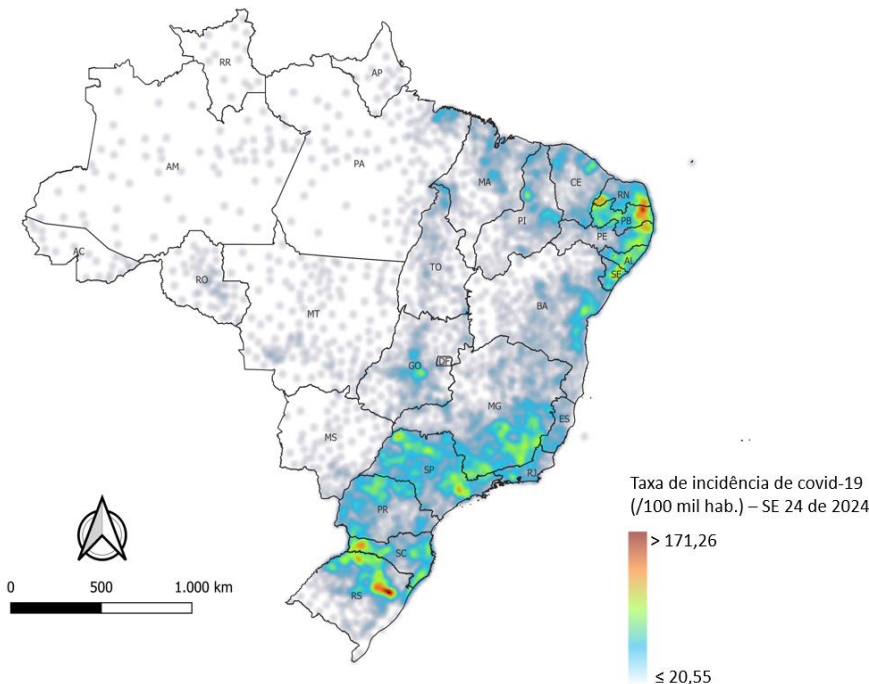 RR
AP
AM
PA
MA
CE
RN
PB
PI
PE
AL
SE
AC
RO
TO
BA
MT
GO
DF
MG
ES
MS
SP
RJ
PR
SC
RS
Taxa de incidência de covid-19
(/100 mil hab.) – SE 24 de 2024
> 171,26
≤ 20,55
0 500 1.000 km